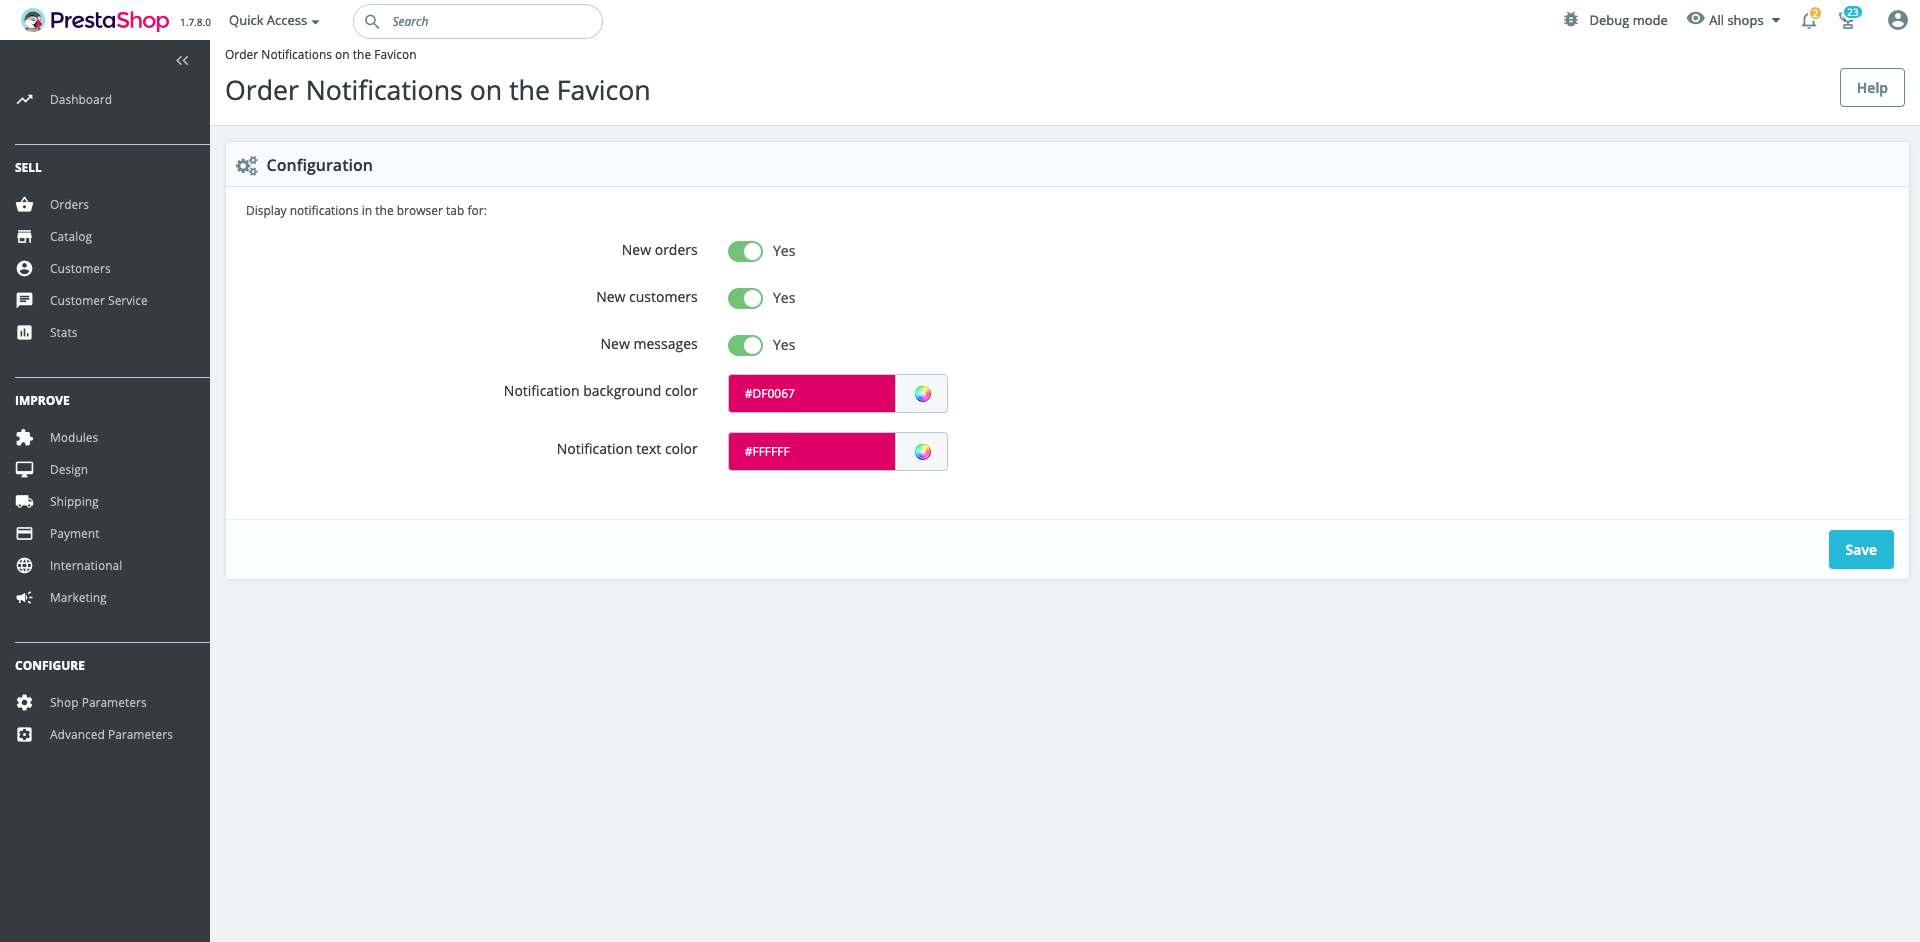 PrestaShop 1.7.8.0 Quick Access Search Debug mode All shops 2 23
Order Notifications on the Favicon
Order Notifications on the Favicon
Help
Dashboard
SELL
Orders
Catalog
Customers
Customer Service
Stats
IMPROVE
Modules
Design
Shipping
Payment
International
Marketing
CONFIGURE
Shop Parameters
Advanced Parameters
Configuration
Display notifications in the browser tab for:
New orders Yes
New customers Yes
New messages Yes
Notification background color #DF0067
Notification text color #FFFFFF
Save